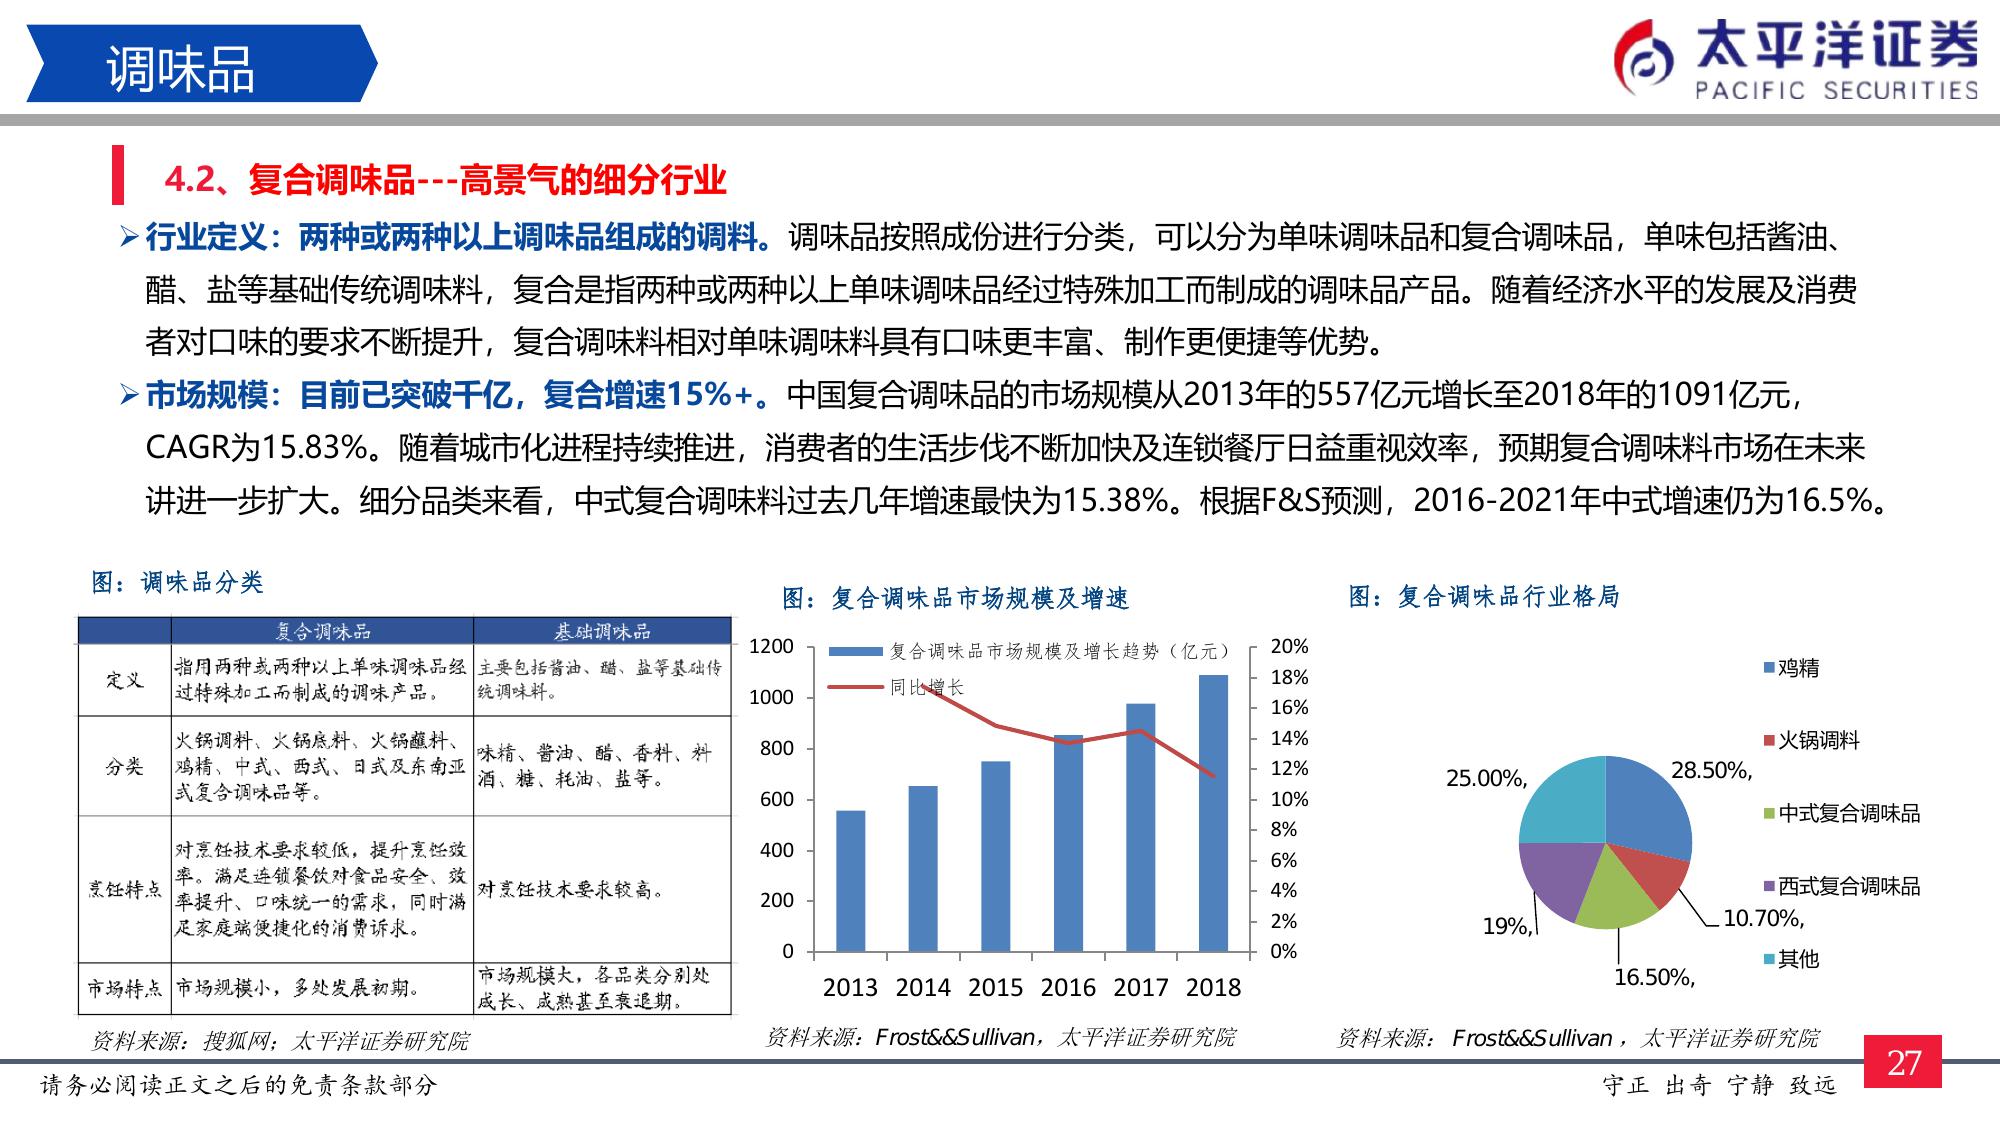 调味品
太平洋证券
PACIFIC SECURITIES
4.2、复合调味品---高景气的细分行业
➢行业定义：两种或两种以上调味品组成的调料。调味品按照成份进行分类，可以分为单味调味品和复合调味品，单味包括酱油、
醋、盐等基础传统调味料，复合是指两种或两种以上单味调味品经过特殊加工而制成的调味品产品。随着经济水平的发展及消费
者对口味的要求不断提升，复合调味料相对单味调味料具有口味更丰富、制作更便捷等优势。
➢市场规模：目前已突破千亿，复合增速15%+。中国复合调味品的市场规模从2013年的557亿元增长至2018年的1091亿元，
CAGR为15.83%。随着城市化进程持续推进，消费者的生活步伐不断加快及连锁餐厅日益重视效率，预期复合调味料市场在未来
讲进一步扩大。细分品类来看，中式复合调味料过去几年增速最快为15.38%。根据F&S预测，2016-2021年中式增速仍为16.5%。
图：调味品分类
复合调味品 基础调味品
定义
指用两种或两种以上单味调味品经
过特殊加工而制成的调味产品。
主要包括酱油、醋、盐等基础传
统调味料。
分类
火锅调料、火锅底料、火锅蘸料、
鸡精、中式、西式、日式及东南亚
式复合调味品等。
味精、酱油、醋、香料、料
酒、糖、耗油、盐等。
烹饪特点
对烹饪技术要求较低，提升烹饪效
率。满足连锁餐饮对食品安全、效
率提升、口味统一的需求，同时满
足家庭端便捷化的消费诉求。
对烹饪技术要求较高。
市场特点
市场规模小，多处发展初期。
市场规模大，各品类分别处
成长、成熟甚至衰退期。
资料来源：搜狐网；太平洋证券研究院
图：复合调味品市场规模及增速
复合调味品市场规模及增长趋势（亿元）
同比增长
1200
1000
800
600
400
200
0
20%
18%
16%
14%
12%
10%
8%
6%
4%
2%
0%
2013 2014 2015 2016 2017 2018
资料来源：Frost&&Sullivan，太平洋证券研究院
图：复合调味品行业格局
28.50%,
10.70%,
16.50%,
19%,
25.00%,
鸡精
火锅调料
中式复合调味品
西式复合调味品
其他
资料来源： Frost&&Sullivan ，太平洋证券研究院
请务必阅读正文之后的免责条款部分
守正 出奇 宁静 致远
27